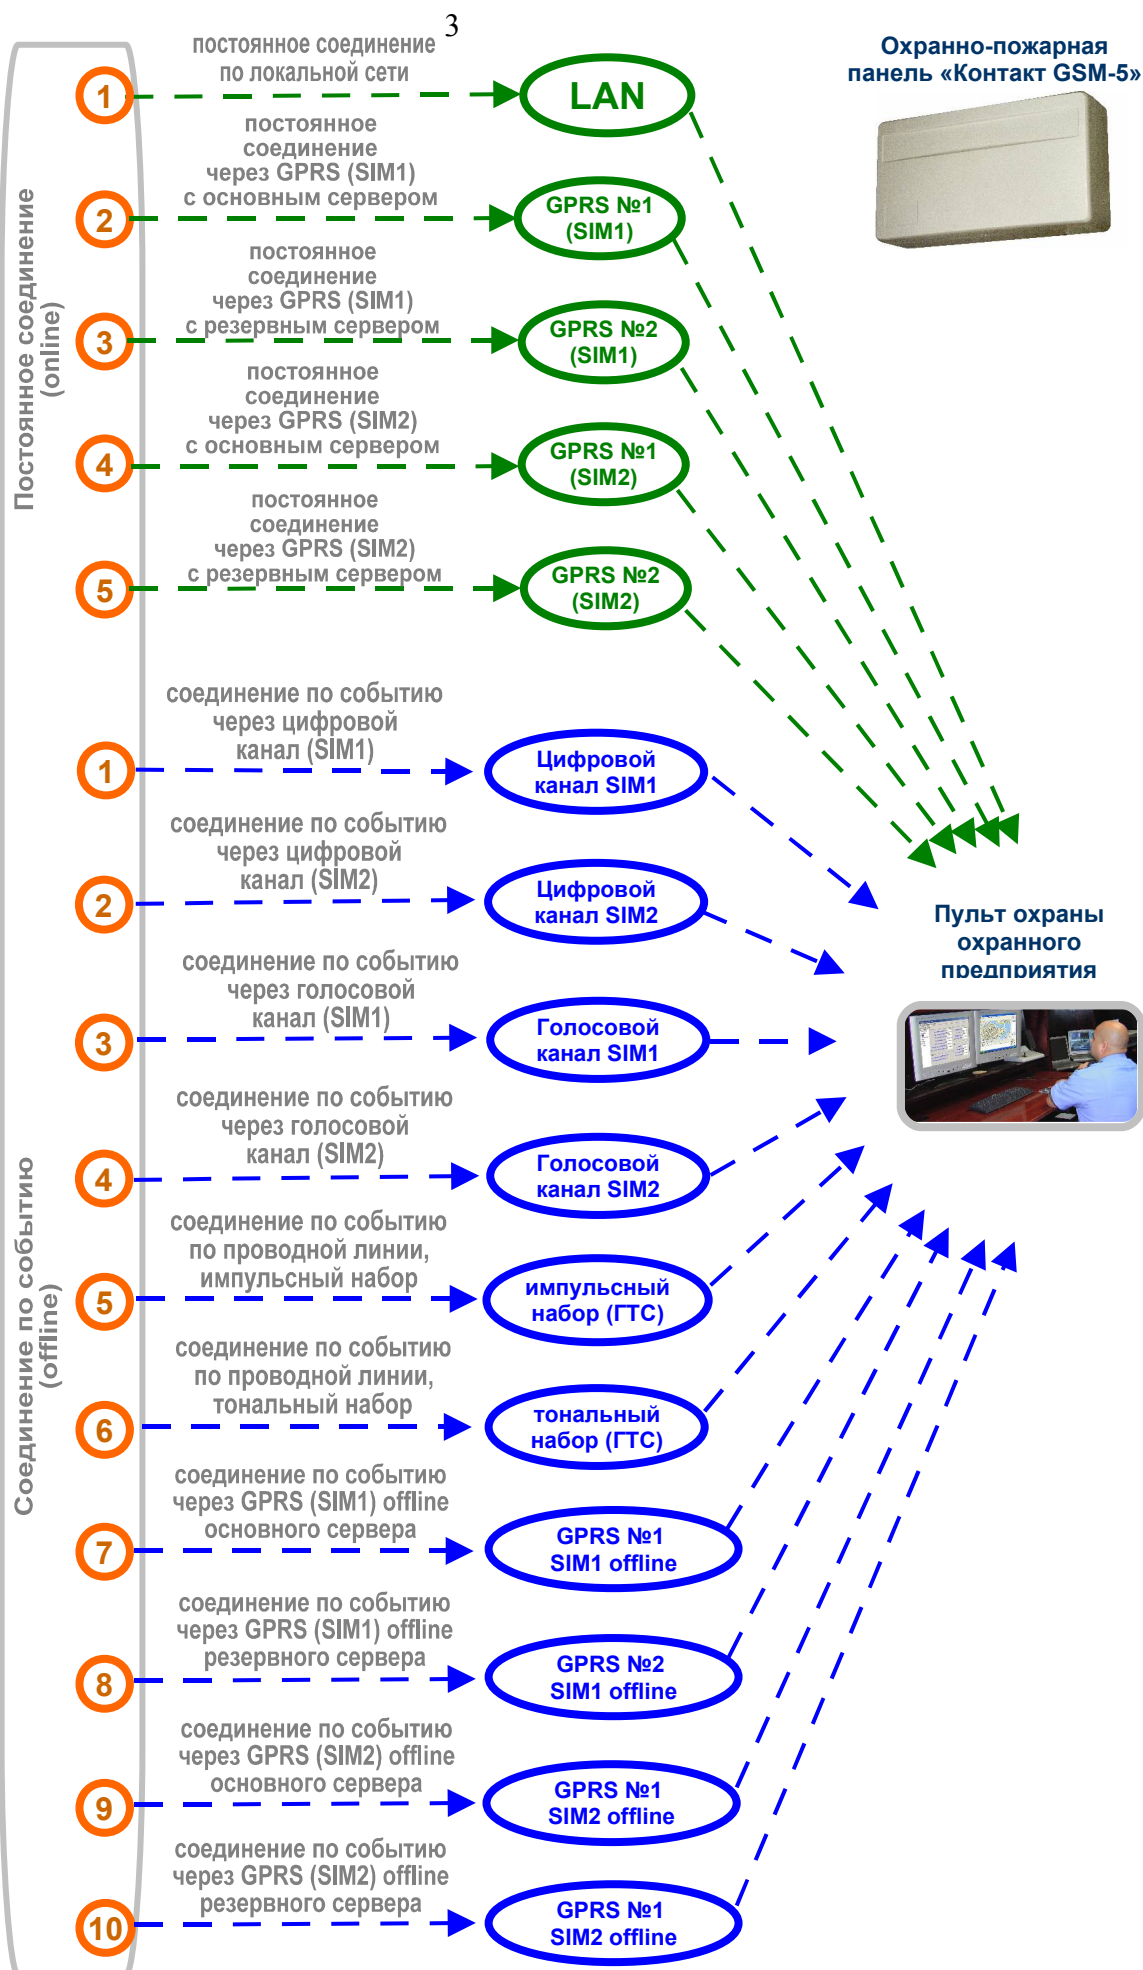 3
Охранно-пожарная
панель «Контакт GSM-5»
Постоянное соединение
(online)
1
постоянное соединение
по локальной сети
LAN
2
постоянное
соединение
через GPRS (SIM1)
с основным сервером
GPRS №1
(SIM1)
3
постоянное
соединение
через GPRS (SIM1)
с резервным сервером
GPRS №2
(SIM1)
4
постоянное
соединение
через GPRS (SIM2)
с основным сервером
GPRS №1
(SIM2)
5
постоянное
соединение
через GPRS (SIM2)
с резервным сервером
GPRS №2
(SIM2)
Соединение по событию
(offline)
1
соединение по событию
через цифровой
канал (SIM1)
Цифровой
канал SIM1
2
соединение по событию
через цифровой
канал (SIM2)
Цифровой
канал SIM2
Пульт охраны
охранного
предприятия
3
соединение по событию
через голосовой
канал (SIM1)
Голосовой
канал SIM1
4
соединение по событию
через голосовой
канал (SIM2)
Голосовой
канал SIM2
5
соединение по событию
по проводной линии,
импульсный набор
импульсный
набор (ГТС)
6
соединение по событию
по проводной линии,
тональный набор
тональный
набор (ГТС)
7
соединение по событию
через GPRS (SIM1) offline
основного сервера
GPRS №1
SIM1 offline
8
соединение по событию
через GPRS (SIM1) offline
резервного сервера
GPRS №2
SIM1 offline
9
соединение по событию
через GPRS (SIM2) offline
основного сервера
GPRS №1
SIM2 offline
10
соединение по событию
через GPRS (SIM2) offline
резервного сервера
GPRS №1
SIM2 offline